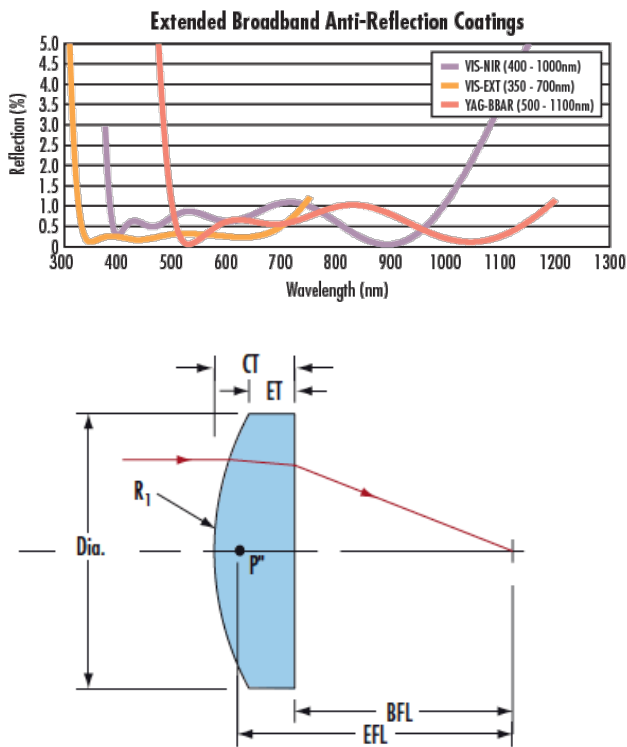 Extended Broadband Anti-Reflection Coatings
5.0
4.5
4.0
3.5
3.0
2.5
2.0
1.5
1.0
0.5
0
Reflection (%)
VIS-NIR (400 - 1000nm)
VIS-EXT (350 - 700nm)
YAG-BBAR (500 - 1100nm)
300 400 500 600 700 800 900 1000 1100 1200 1300
Wavelength (nm)
CT
ET
R1
Dia.
P"
BFL
EFL